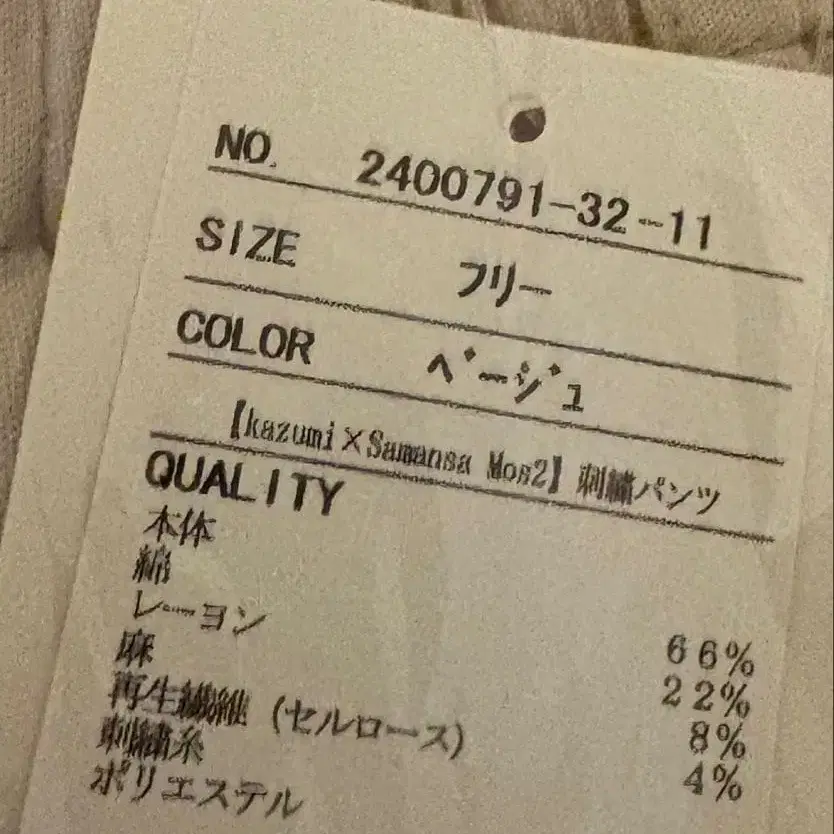 NO. 2400791-32-11
SIZE フリー
COLOR ベージュ
【kazumi×Samansa Mos2】刺繍パンツ
QUALITY
本体
綿 66%
レーヨン 22%
麻 8%
再生繊維 (セルロース) 4%
刺繍糸
ポリエステル